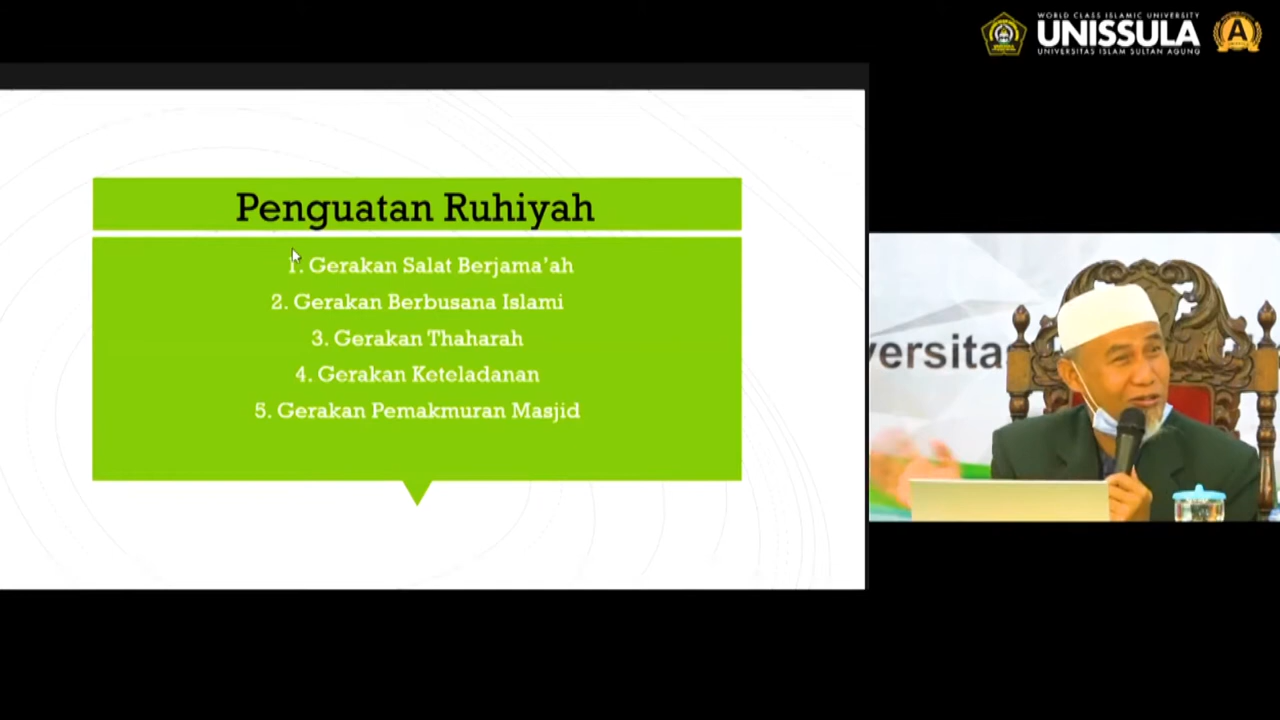 WORLD CLASS ISLAMIC UNIVERSITY
UNISSULA
UNIVERSITAS ISLAM SULTAN AGUNG
A
Penguatan Ruhiyah
1. Gerakan Salat Berjama’ah
2. Gerakan Berbusana Islami
3. Gerakan Thaharah
4. Gerakan Keteladanan
5. Gerakan Pemakmuran Masjid
versita